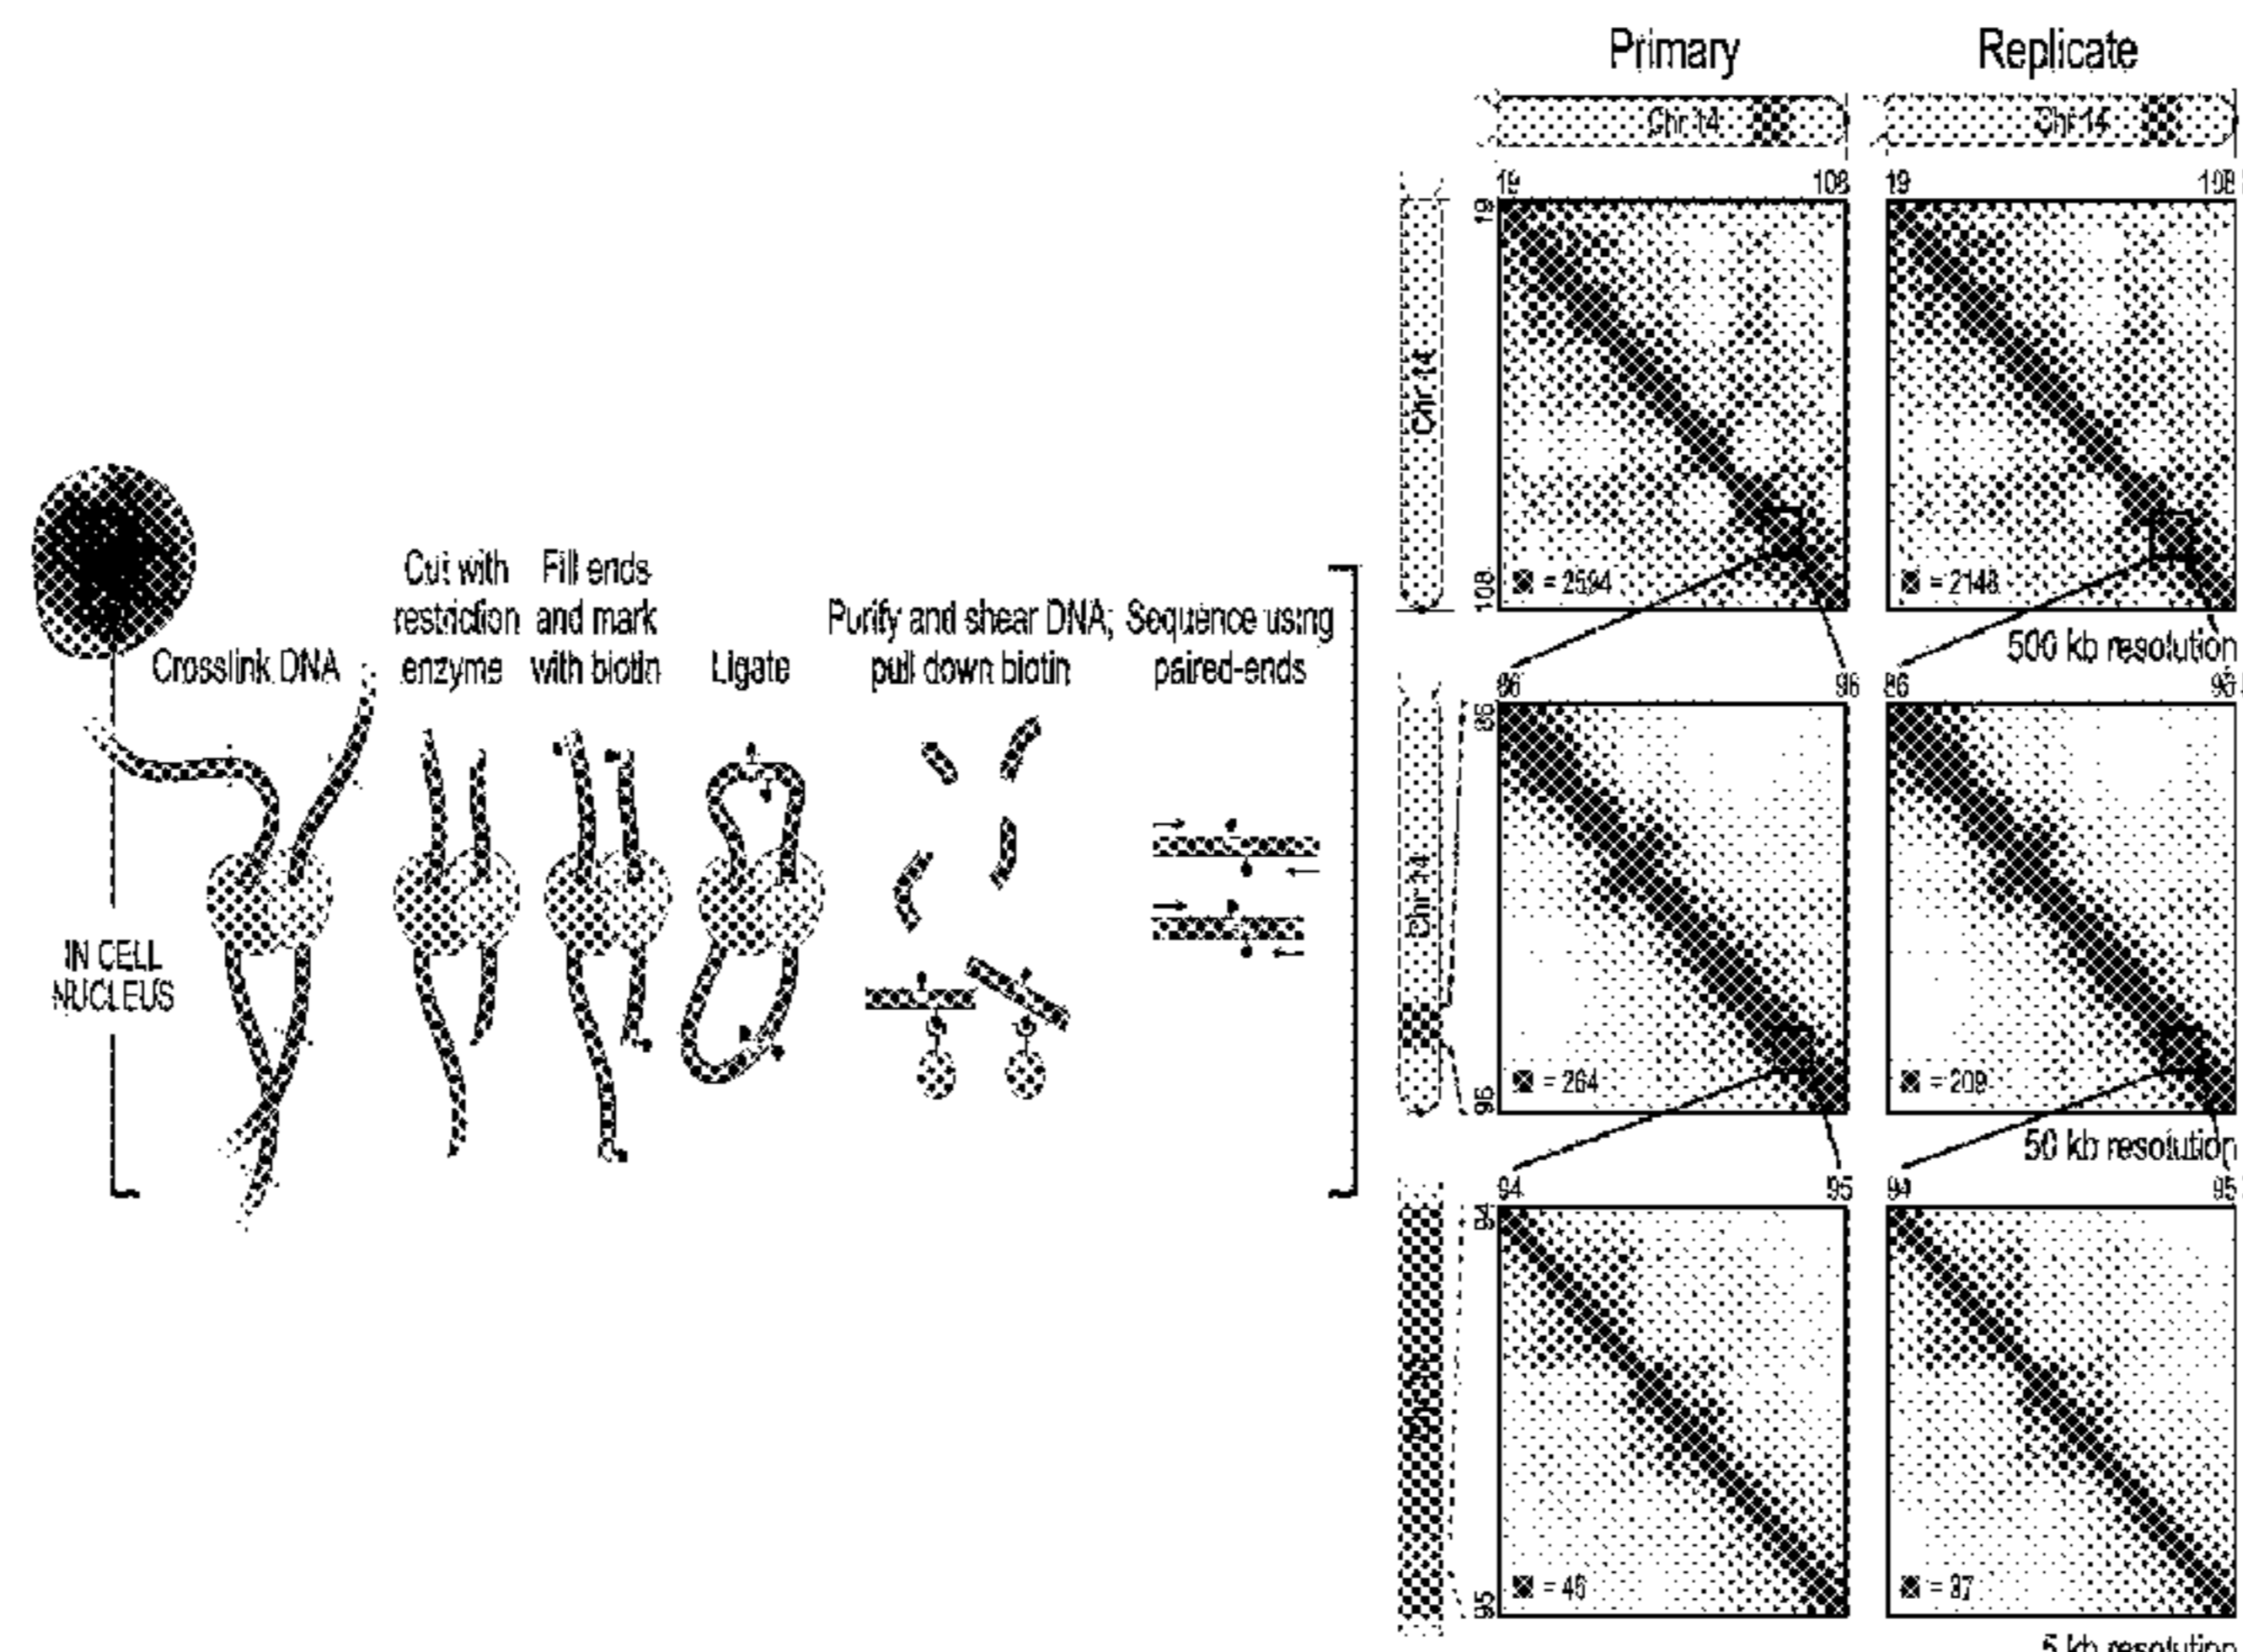 Primary
Replicate
Chr 14
Chr 14
19
108
19
108
Chr 14
19
108
= 2594
= 2148
500 kb resolution
Cut with
restriction
enzyme
Fill ends
and mark
with biotin
Crosslink DNA
Ligate
Purify and shear DNA;
pull down biotin
Sequence using
paired-ends
IN CELL
NUCLEUS
86
96
86
96
Chr 14
86
96
= 264
= 209
50 kb resolution
94
95
94
95
94
95
= 37
5 kb resolution